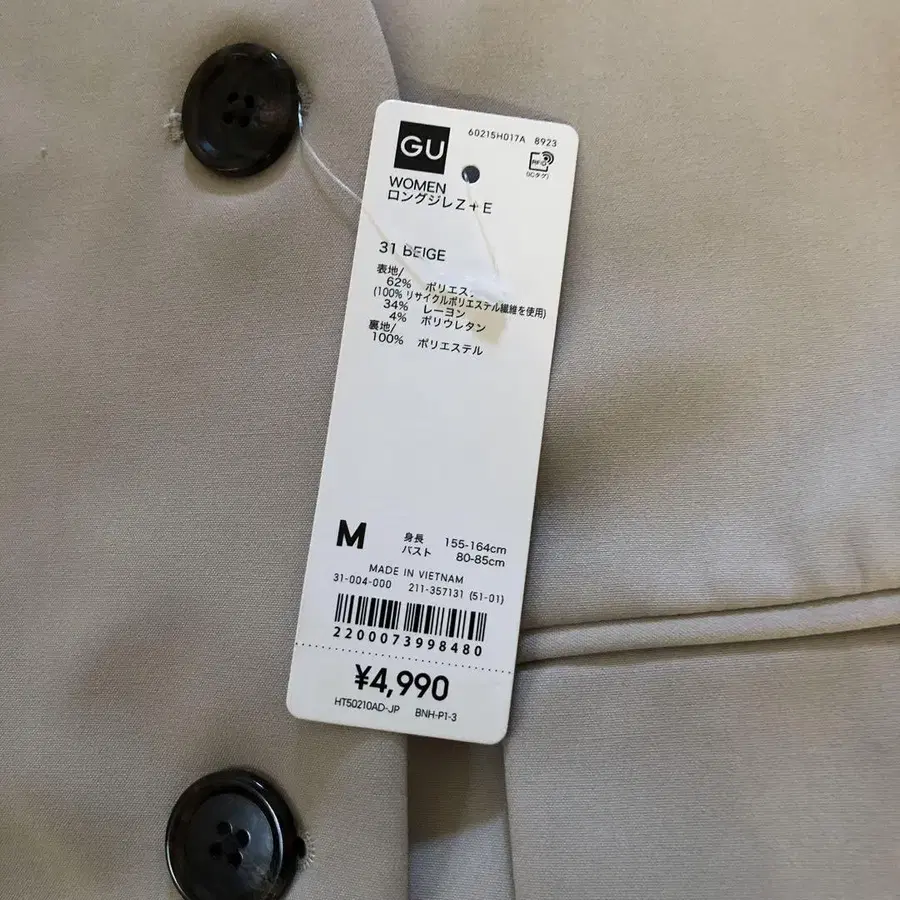 GU
60215H017A 8923
RFID
(ICタグ)
WOMEN
ロングジレZ+E
31 BEIGE
表地/
62% ポリエス
(100% リサイクルポリエステル繊維を使用)
34% レーヨン
4% ポリウレタン
裏地/
100% ポリエステル
M
身長 155-164cm
バスト 80-85cm
MADE IN VIETNAM
31-004-000 211-357131 (51-01)
2200073998480
¥4,990
HT50210AD-JP BNH-P1-3